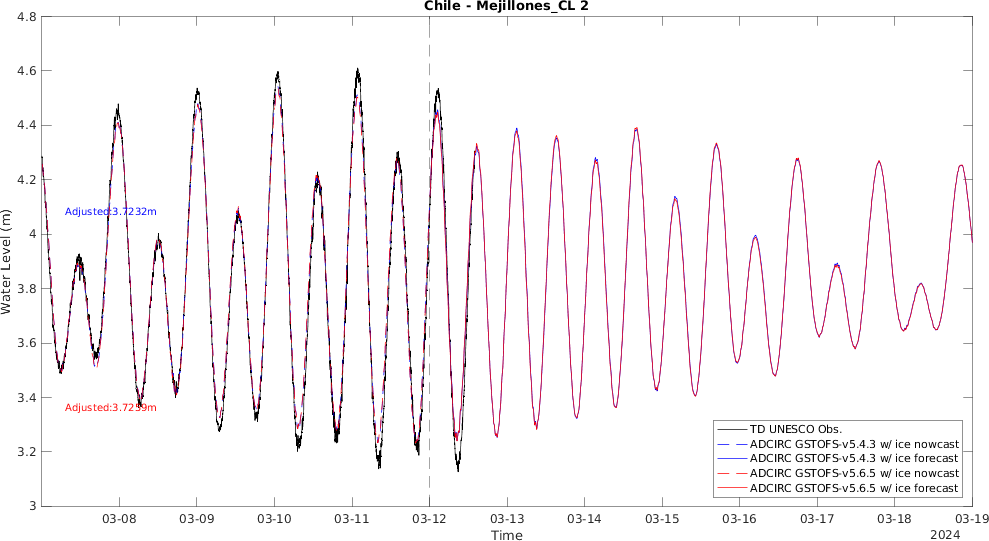 Chile - Mejillones_CL 2
4.8
4.6
4.4
4.2
4
3.8
3.6
3.4
3.2
3
Water Level (m)
Adjusted:3.7232m
Adjusted:3.7259m
TD UNESCO Obs.
ADCIRC GSTOFS-v5.4.3 w/ ice nowcast
ADCIRC GSTOFS-v5.4.3 w/ ice forecast
ADCIRC GSTOFS-v5.6.5 w/ ice nowcast
ADCIRC GSTOFS-v5.6.5 w/ ice forecast
03-08 03-09 03-10 03-11 03-12 03-13 03-14 03-15 03-16 03-17 03-18 03-19
Time
2024